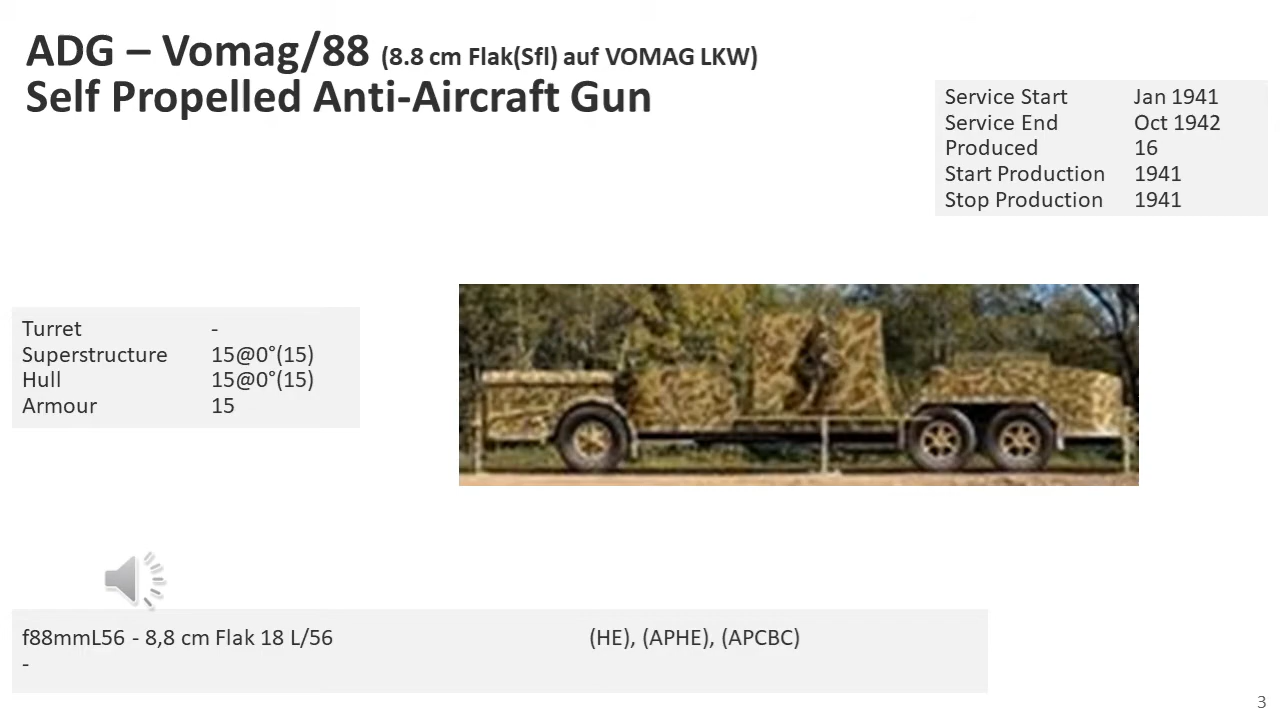 ADG – Vomag/88 (8.8 cm Flak(Sfl) auf VOMAG LKW)
Self Propelled Anti-Aircraft Gun
Service Start Jan 1941
Service End Oct 1942
Produced 16
Start Production 1941
Stop Production 1941
Turret -
Superstructure 15@0°(15)
Hull 15@0°(15)
Armour 15
f88mmL56 - 8,8 cm Flak 18 L/56 (HE), (APHE), (APCBC)
-
3